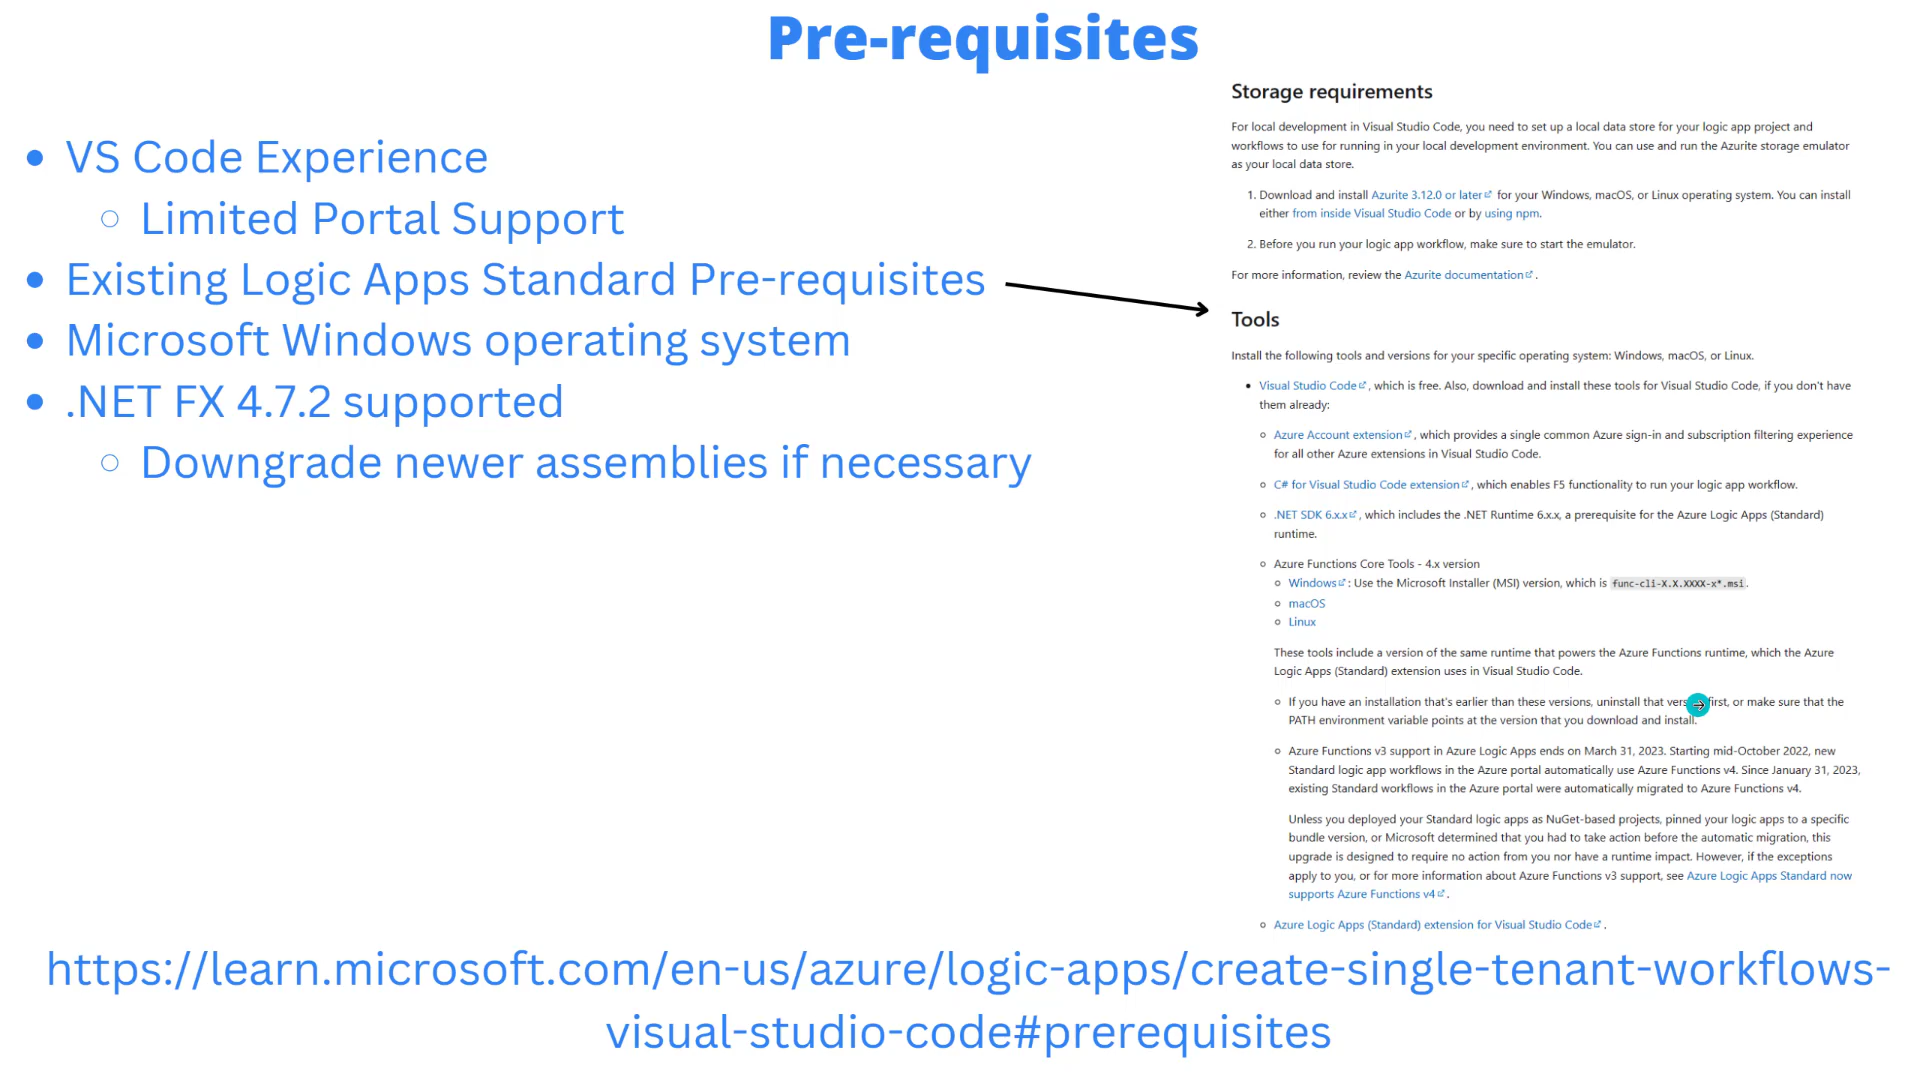 Pre-requisites
VS Code Experience
Limited Portal Support
Existing Logic Apps Standard Pre-requisites
Microsoft Windows operating system
.NET FX 4.7.2 supported
Downgrade newer assemblies if necessary
Storage requirements
For local development in Visual Studio Code, you need to set up a local data store for your logic app project and
workflows to use for running in your local development environment. You can use and run the Azurite storage emulator
as your local data store.
1. Download and install Azurite 3.12.0 or later for your Windows, macOS, or Linux operating system. You can install
either from inside Visual Studio Code or by using npm.
2. Before you run your logic app workflow, make sure to start the emulator.
For more information, review the Azurite documentation .
Tools
Install the following tools and versions for your specific operating system: Windows, macOS, or Linux.
Visual Studio Code , which is free. Also, download and install these tools for Visual Studio Code, if you don't have
them already:
Azure Account extension , which provides a single common Azure sign-in and subscription filtering experience
for all other Azure extensions in Visual Studio Code.
C# for Visual Studio Code extension , which enables F5 functionality to run your logic app workflow.
.NET SDK 6.x.x , which includes the .NET Runtime 6.x.x, a prerequisite for the Azure Logic Apps (Standard)
runtime.
Azure Functions Core Tools - 4.x version
Windows : Use the Microsoft Installer (MSI) version, which is func-cli-X.X.XXXX-x*.msi.
macOS
Linux
These tools include a version of the same runtime that powers the Azure Functions runtime, which the Azure
Logic Apps (Standard) extension uses in Visual Studio Code.
If you have an installation that's earlier than these versions, uninstall that first, or make sure that the
PATH environment variable points at the version that you download and install.
Azure Functions v3 support in Azure Logic Apps ends on March 31, 2023. Starting mid-October 2022, new
Standard logic app workflows in the Azure portal automatically use Azure Functions v4. Since January 31, 2023,
existing Standard workflows in the Azure portal were automatically migrated to Azure Functions v4.
Unless you deployed your Standard logic apps as NuGet-based projects, pinned your logic apps to a specific
bundle version, or Microsoft determined that you had to take action before the automatic migration, this
upgrade is designed to require no action from you nor have a runtime impact. However, if the exceptions
apply to you, or for more information about Azure Functions v3 support, see Azure Logic Apps Standard now
supports Azure Functions v4 .
Azure Logic Apps (Standard) extension for Visual Studio Code .
https://learn.microsoft.com/en-us/azure/logic-apps/create-single-tenant-workflows-
visual-studio-code#prerequisites